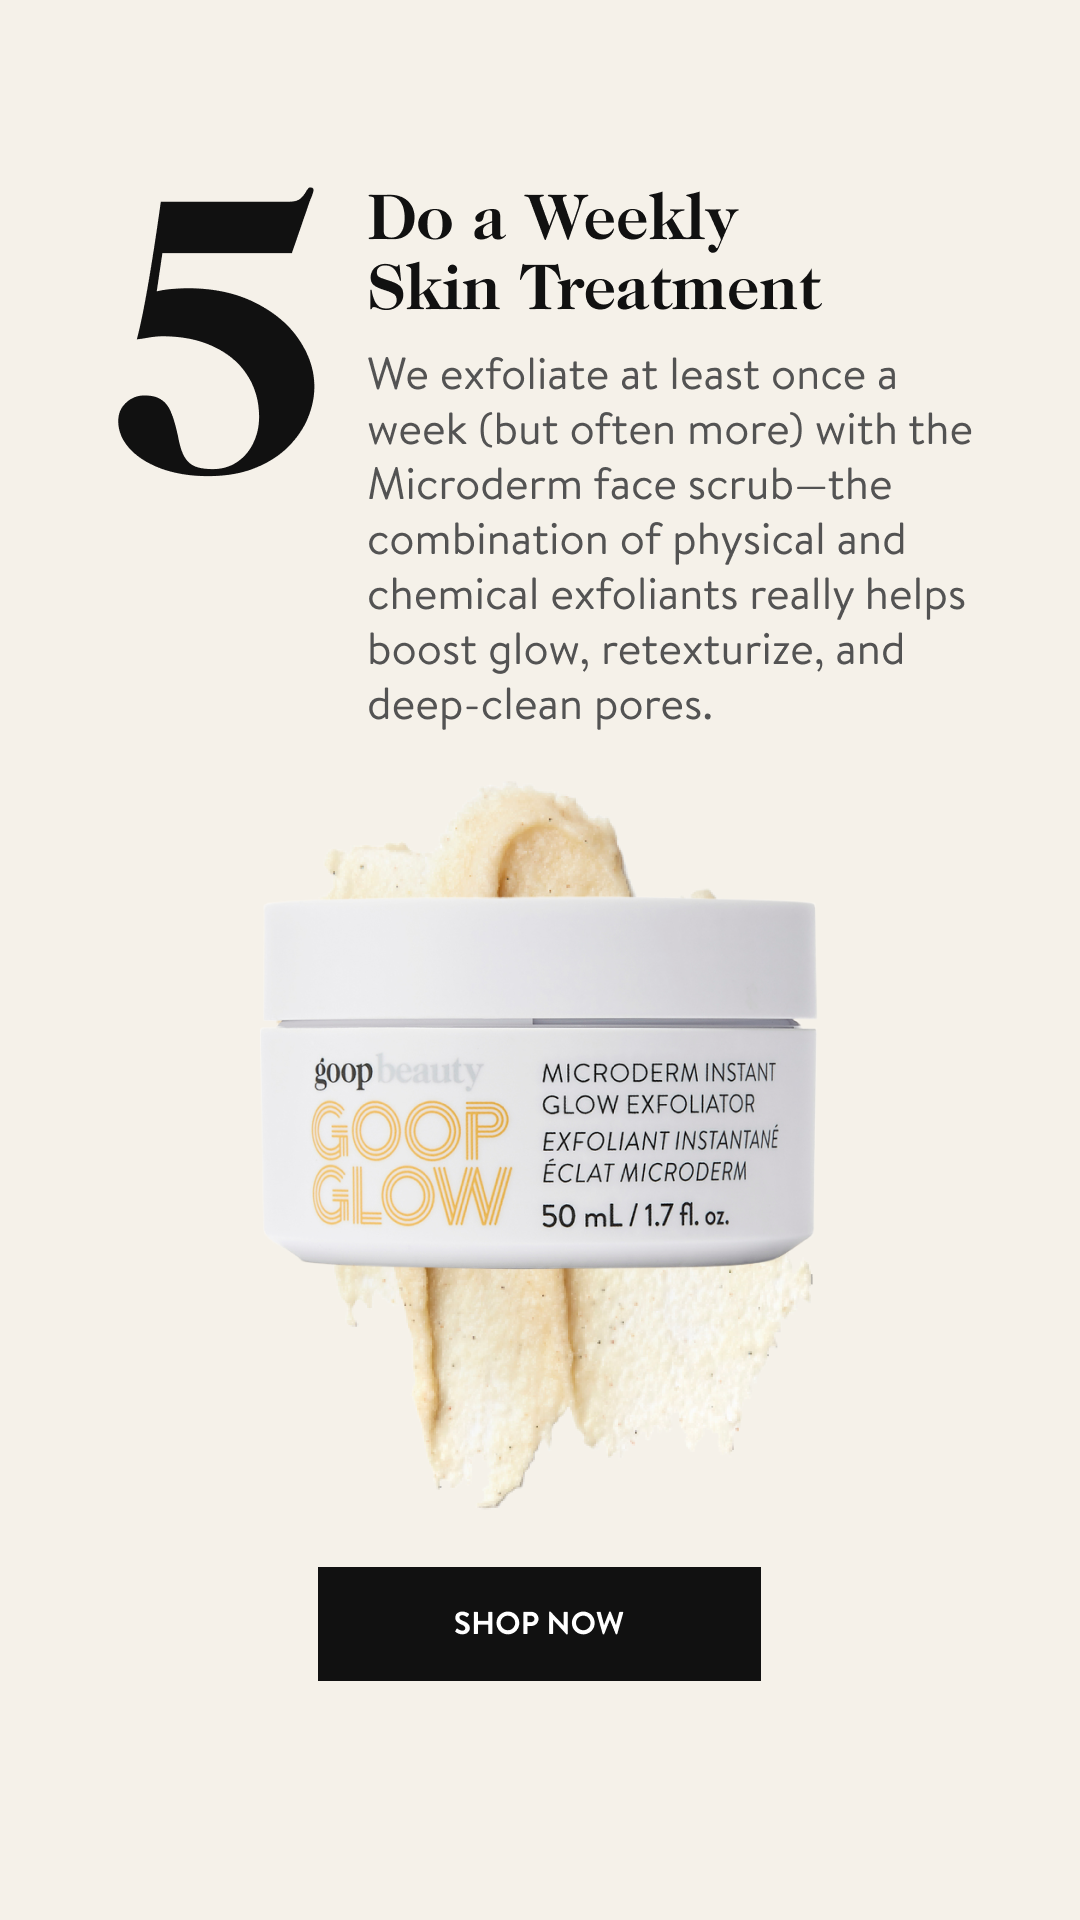 5
Do a Weekly
Skin Treatment
We exfoliate at least once a
week (but often more) with the
Microderm face scrub—the
combination of physical and
chemical exfoliants really helps
boost glow, retexturize, and
deep-clean pores.
goop beauty
GOOP
GLOW
MICRODERM INSTANT
GLOW EXFOLIATOR
EXFOLIANT INSTANTANÉ
ÉCLAT MICRODERM
50 mL / 1.7 fl. oz.
SHOP NOW